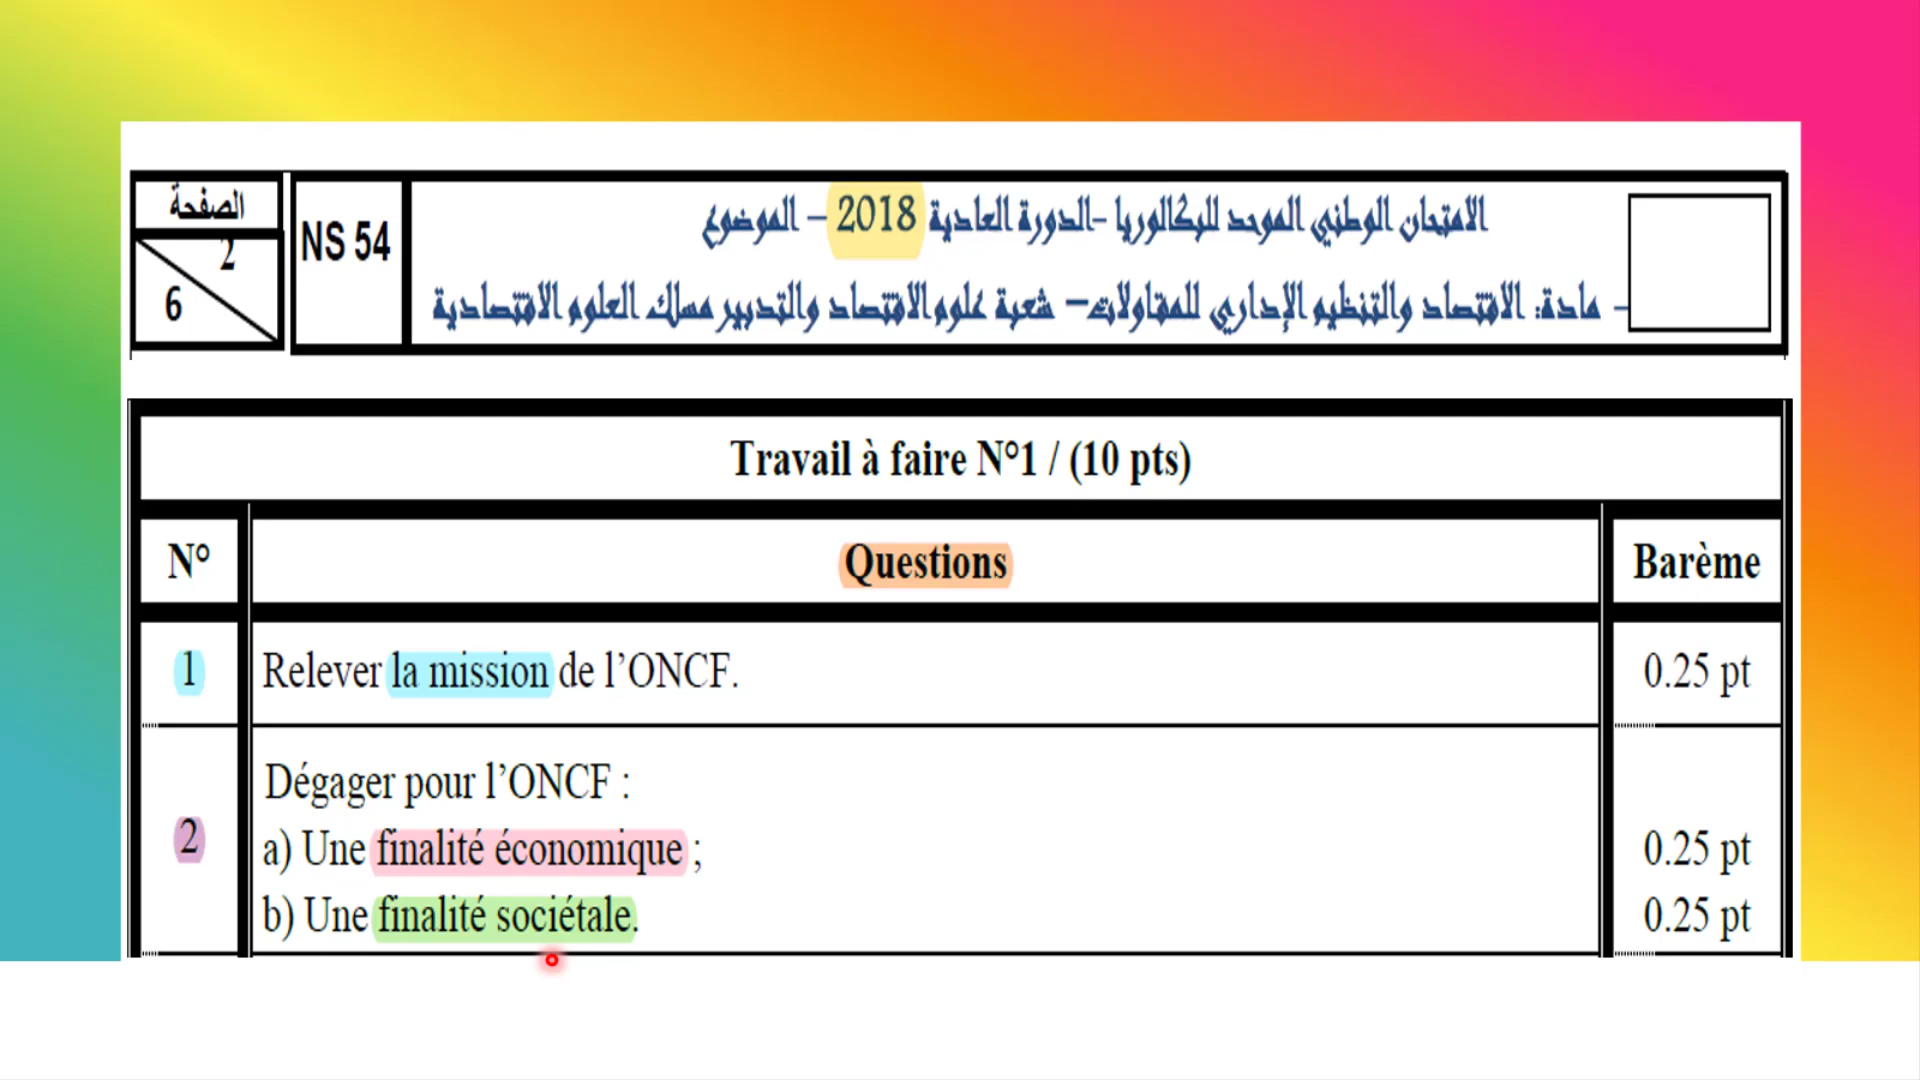 الصفحة
2
6
NS 54
الامتحان الوطني الموحد للبكالوريا -الدورة العادية 2018 – الموضوع
– مادة: الاقتصاد والتنظيم الإداري للمقاولات– شعبة علوم الاقتصاد والتدبير مسلك العلوم الاقتصادية
Travail à faire N°1 / (10 pts)
N° Questions Barème
1 Relever la mission de l’ONCF. 0.25 pt
2 Dégager pour l’ONCF :
a) Une finalité économique ; 0.25 pt
b) Une finalité sociétale. 0.25 pt